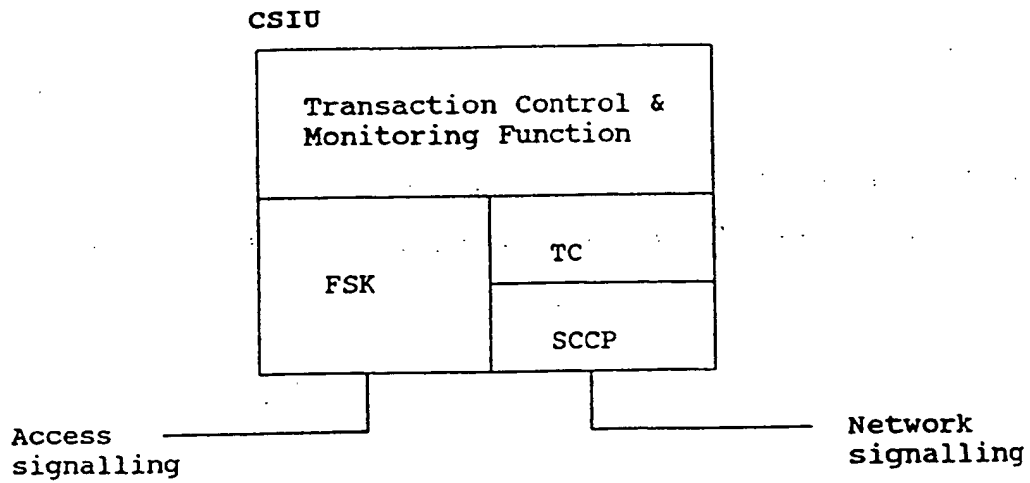 CSIU
Transaction Control &
Monitoring Function
FSK
TC
SCCP
Access
signalling
Network
signalling